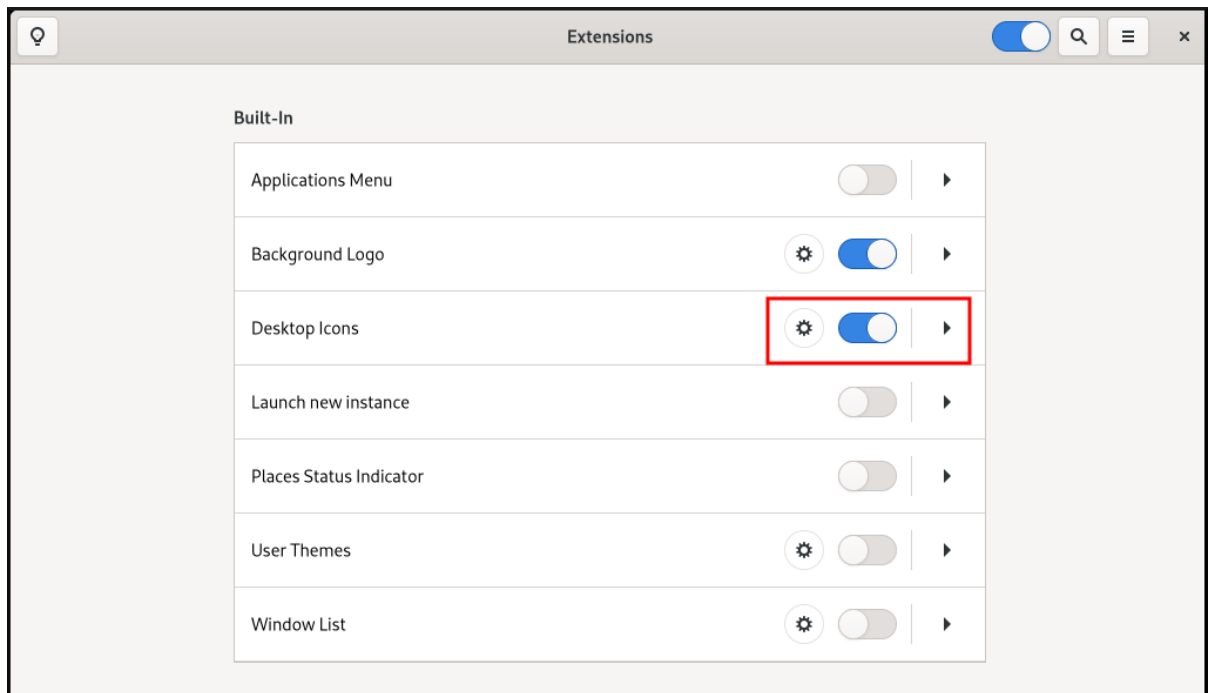 Extensions
Built-In
Applications Menu
Background Logo
Desktop Icons
Launch new instance
Places Status Indicator
User Themes
Window List